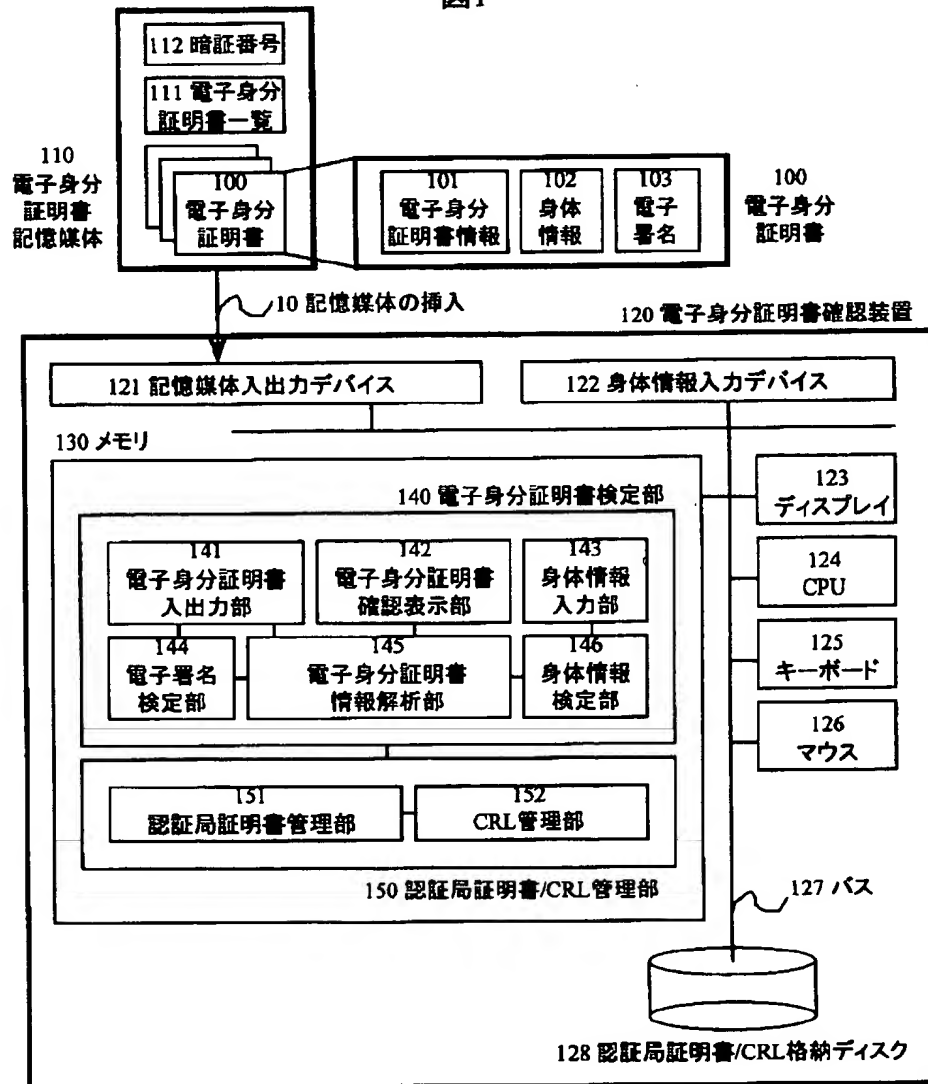 図1
112 暗証番号
111 電子身分
証明書一覧
110
電子身分
証明書
記憶媒体
100
電子身分
証明書
101
電子身分
証明書情報
102
身体
情報
103
電子
署名
100
電子身分
証明書
10 記憶媒体の挿入
120 電子身分証明書確認装置
121 記憶媒体入出力デバイス
122 身体情報入力デバイス
130 メモリ
140 電子身分証明書検定部
141
電子身分証明書
入出力部
142
電子身分証明書
確認表示部
143
身体情報
入力部
144
電子署名
検定部
145
電子身分証明書
情報解析部
146
身体情報
検定部
123
ディスプレイ
124
CPU
125
キーボード
126
マウス
151
認証局証明書管理部
152
CRL管理部
150 認証局証明書/CRL管理部
127 バス
128 認証局証明書/CRL格納ディスク